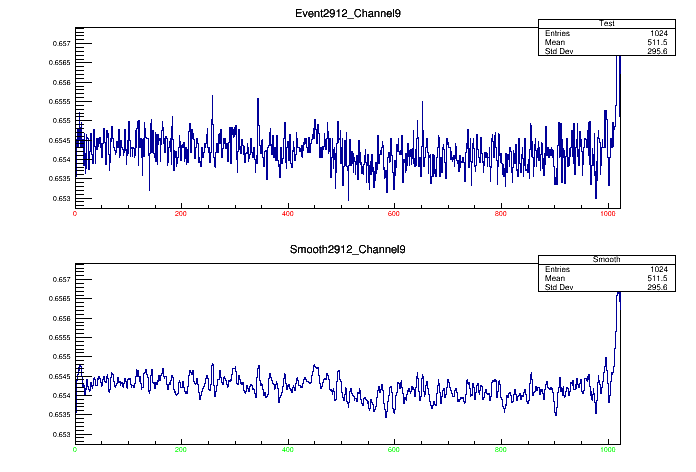 Event2912_Channel9
Test
Entries 1024
Mean 511.5
Std Dev 295.6
0.657
0.6565
0.656
0.6555
0.655
0.6545
0.654
0.6535
0.653
0 200 400 600 800 1000
Smooth2912_Channel9
Smooth
Entries 1024
Mean 511.5
Std Dev 295.6
0.657
0.6565
0.656
0.6555
0.655
0.6545
0.654
0.6535
0.653
0 200 400 600 800 1000